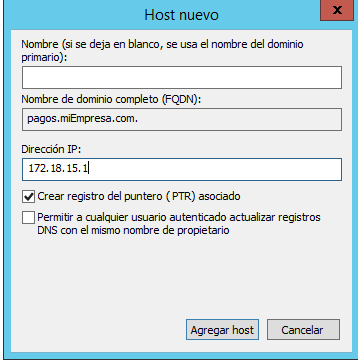 Host nuevo
x
Nombre (si se deja en blanco, se usa el nombre del dominio
primario):
Nombre de dominio completo (FQDN):
pagos.miEmpresa.com.
Dirección IP:
172.18.15.1
Crear registro del puntero (PTR) asociado
Permitir a cualquier usuario autenticado actualizar registros
DNS con el mismo nombre de propietario
Agregar host
Cancelar